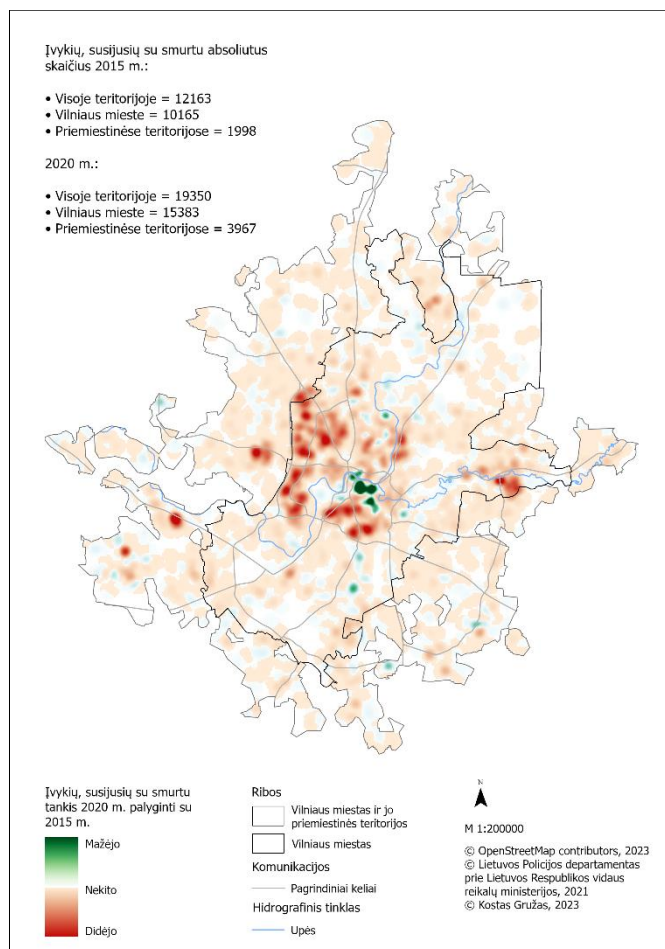 Įvykių, susijusių su smurtu absoliutus
skaičius 2015 m.:
• Visoje teritorijoje = 12163
• Vilniaus mieste = 10165
• Priemiestinėse teritorijose = 1998
2020 m.:
• Visoje teritorijoje = 19350
• Vilniaus mieste = 15383
• Priemiestinėse teritorijose = 3967
Įvykių, susijusių su smurtu
tankis 2020 m. palyginti su
2015 m.
Mažėjo
Nekito
Didėjo
Ribos
Vilniaus miestas ir jo
priemiestinės teritorijos
Vilniaus miestas
Komunikacijos
Pagrindiniai keliai
Hidrografinis tinklas
Upės
N
M 1:200000
© OpenStreetMap contributors, 2023
© Lietuvos Policijos departamentas
prie Lietuvos Respublikos vidaus
reikalų ministerijos, 2021
© Kostas Gružas, 2023